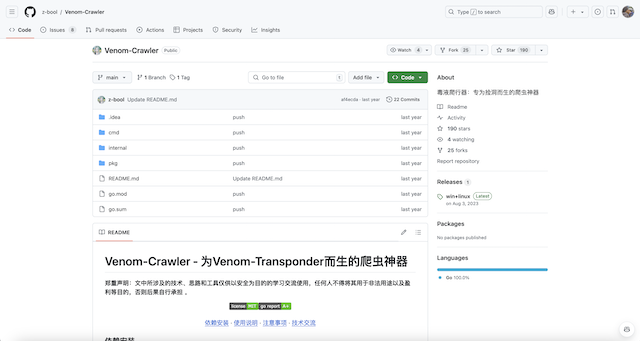 z-bool / Venom-Crawler
Type / to search
Code
Issues 8
Pull requests
Actions
Projects
Security
Insights
Venom-Crawler Public
Watch 4
Fork 25
Star 190
main
1 Branch
1 Tag
Go to file
Add file
Code
z-bool Update README.md
last year
22 Commits
.idea push last year
cmd push last year
internal push last year
pkg push last year
README.md Update README.md last year
go.mod push last year
go.sum push last year
README
Venom-Crawler - 为Venom-Transponder而生的爬虫神器
郑重声明：文中所涉及的技术、思路和工具仅供以安全为目的的学习交流使用，任何人不得将其用于非法用途以及盈
利等目的，否则后果自行承担 。
license MIT go report A+
依赖安装 · 使用说明 · 注意事项 · 技术交流
依赖安装
About
毒液爬行器：专为捡洞而生的爬虫神器
Readme
Activity
190 stars
4 watching
25 forks
Report repository
Releases 1
win+linux Latest
on Aug 5, 2023
Packages
No packages published
Languages
Go 100.0%